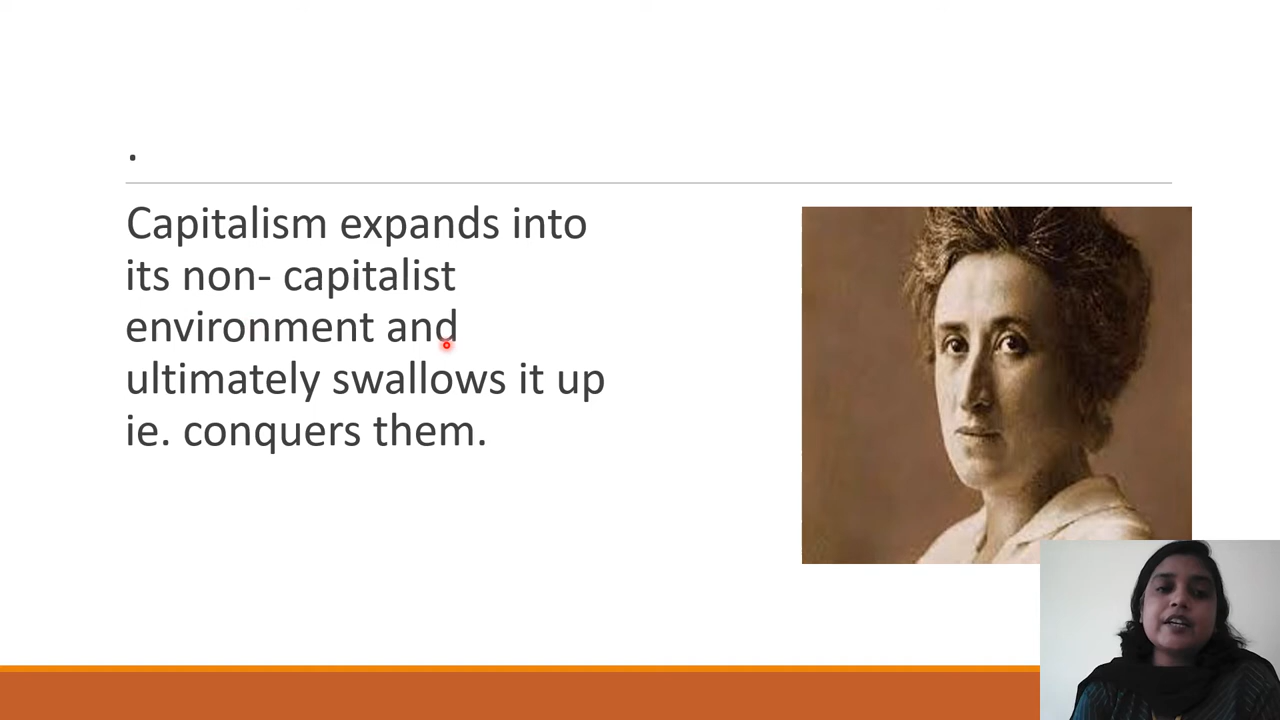 .
Capitalism expands into
its non- capitalist
environment and
ultimately swallows it up
ie. conquers them.